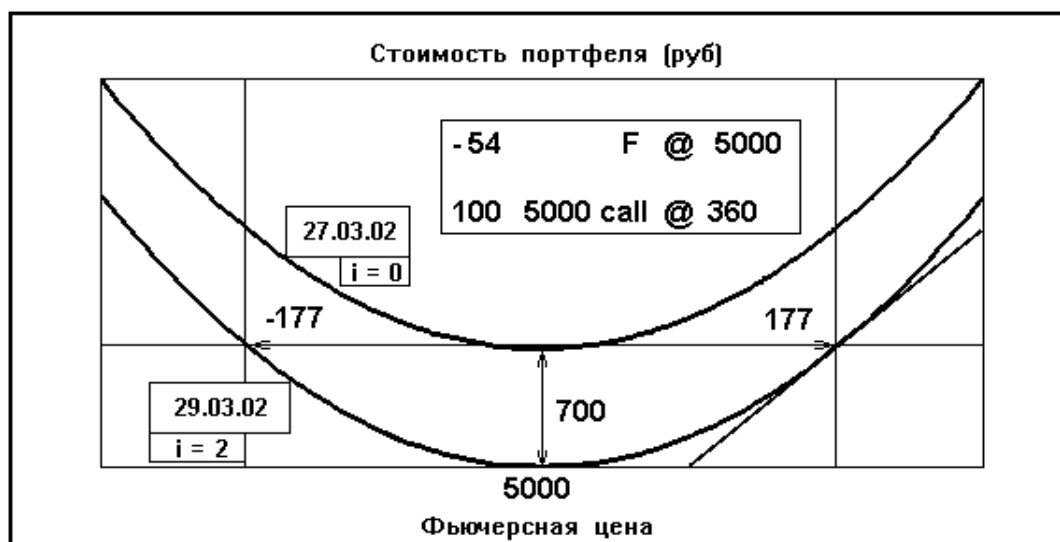 Стоимость портфеля (руб)
-54 F @ 5000
100 5000 call @ 360
27.03.02
i = 0
-177
177
29.03.02
i = 2
700
5000
Фьючерсная цена